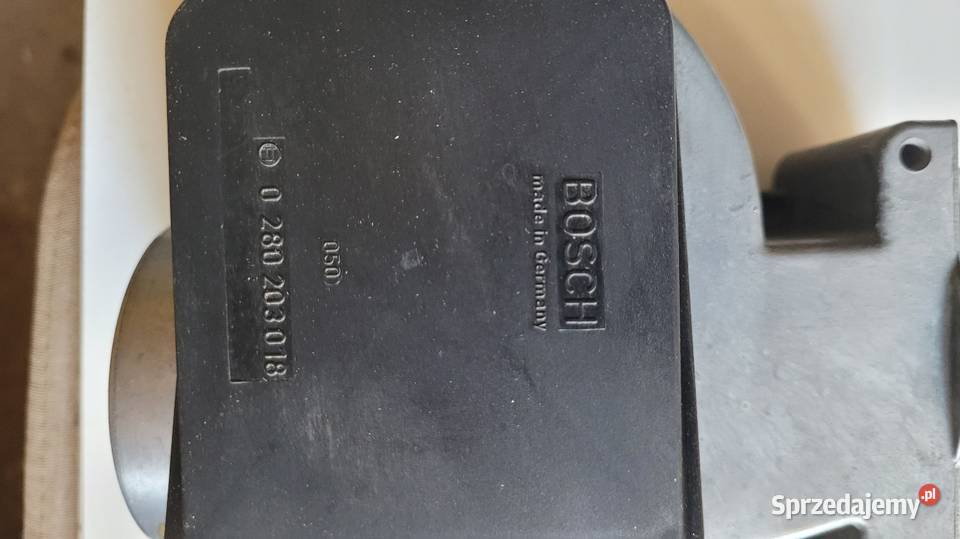 BOSCH
made in Germany
050
0 280 203 018
Sprzedajemy.pl